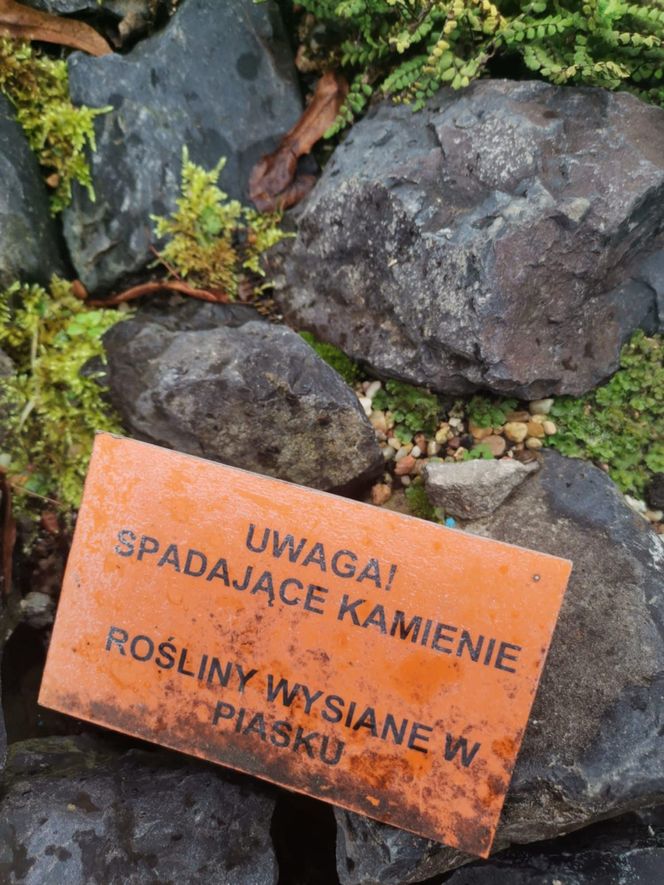 UWAGA!
SPADAJĄCE KAMIENIE
ROŚLINY WYSIANE W
PIASKU